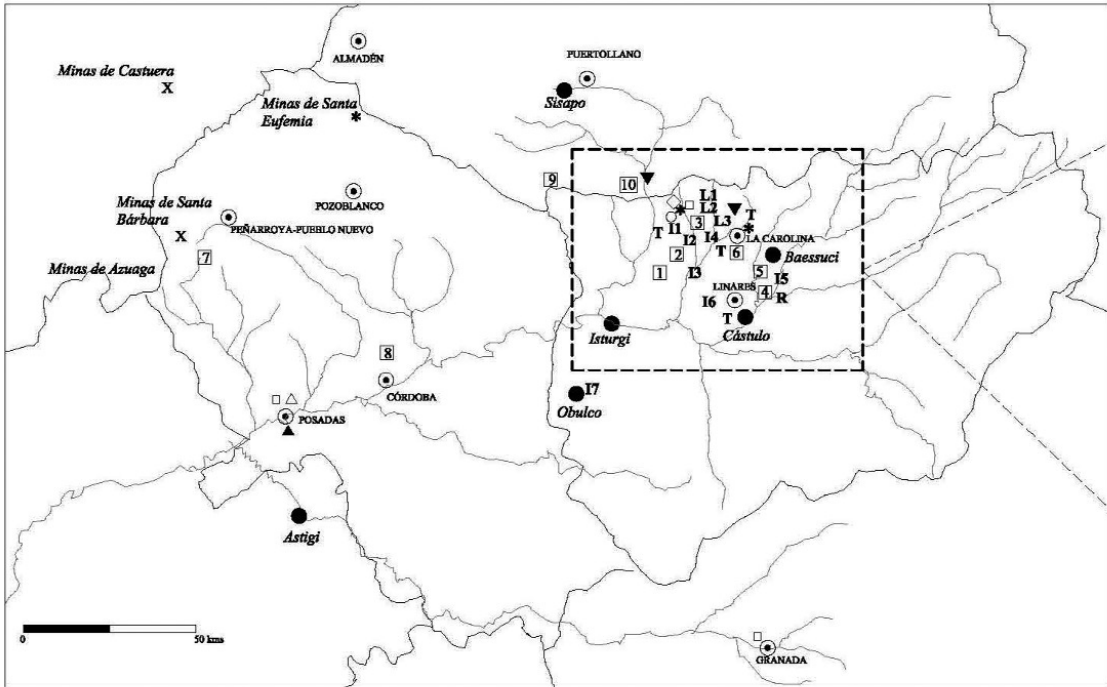 ALMADÉN
PUERTOLLANO
Minas de Castuera
X
Sisapo
Minas de Santa
Eufemia
*
9
10
L1
L2
L3
T
*
3
POZOBLANCO
Minas de Santa
Bárbara
X
PEÑARROYA-PUEBLO NUEVO
*
I1
T
I2
I4
LA CAROLINA
T
6
Baessuci
7
Minas de Azuaga
2
1
I3
5
I5
4
R
LINARES
I6
T
Cástulo
Isturgi
8
CÓRDOBA
I7
Obulco
POSADAS
Astigi
0
50 kms
GRANADA